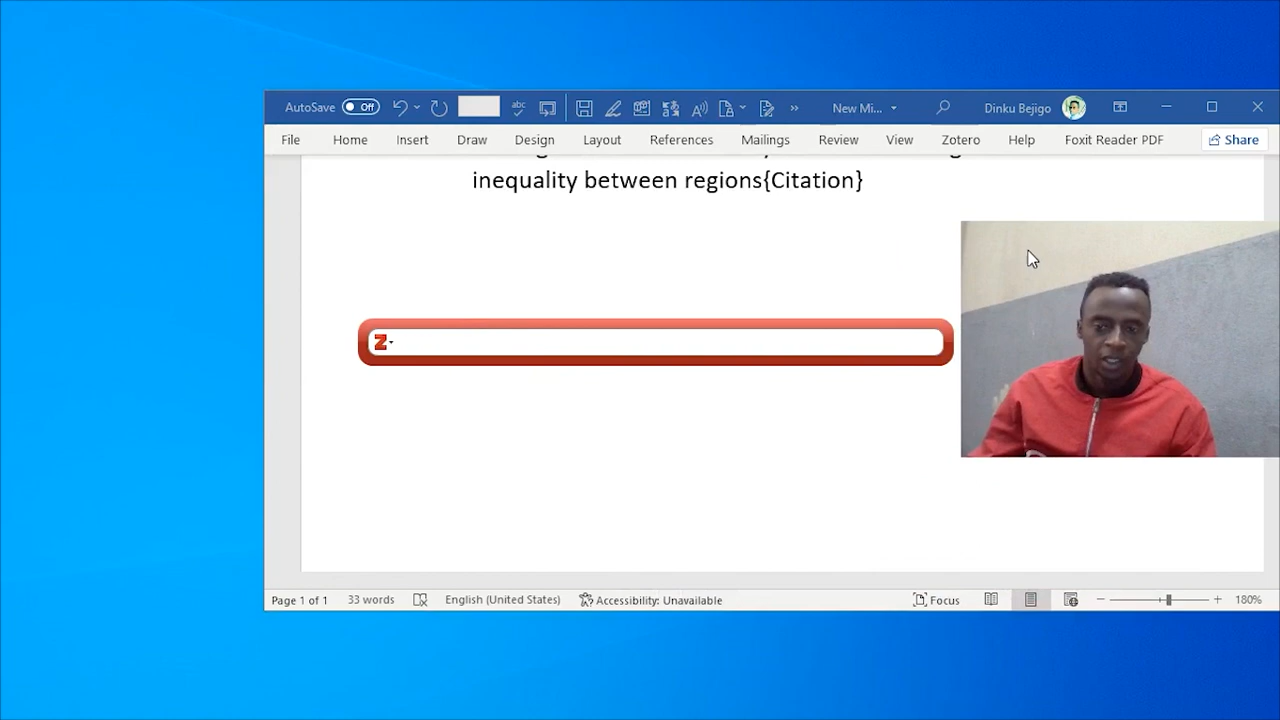 AutoSave Off New Mi... Dinku Bejigo
File Home Insert Draw Design Layout References Mailings Review View Zotero Help Foxit Reader PDF Share
inequality between regions{Citation}
Z
Page 1 of 1 33 words English (United States) Accessibility: Unavailable Focus 180%